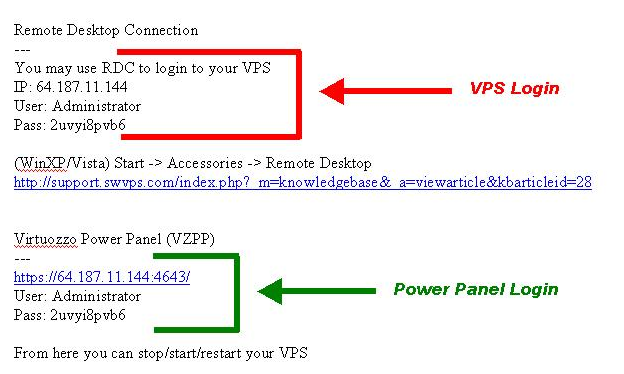 Remote Desktop Connection
---
You may use RDC to login to your VPS
IP: 64.187.11.144
User: Administrator
Pass: 2uvyi8pvb6
VPS Login
(WinXP/Vista) Start -> Accessories -> Remote Desktop
http://support.swvps.com/index.php?_m=knowledgebase&_a=viewarticle&kbarticleid=28
Virtuozzo Power Panel (VZPP)
---
https://64.187.11.144:4643/
User: Administrator
Pass: 2uvyi8pvb6
Power Panel Login
From here you can stop/start/restart your VPS